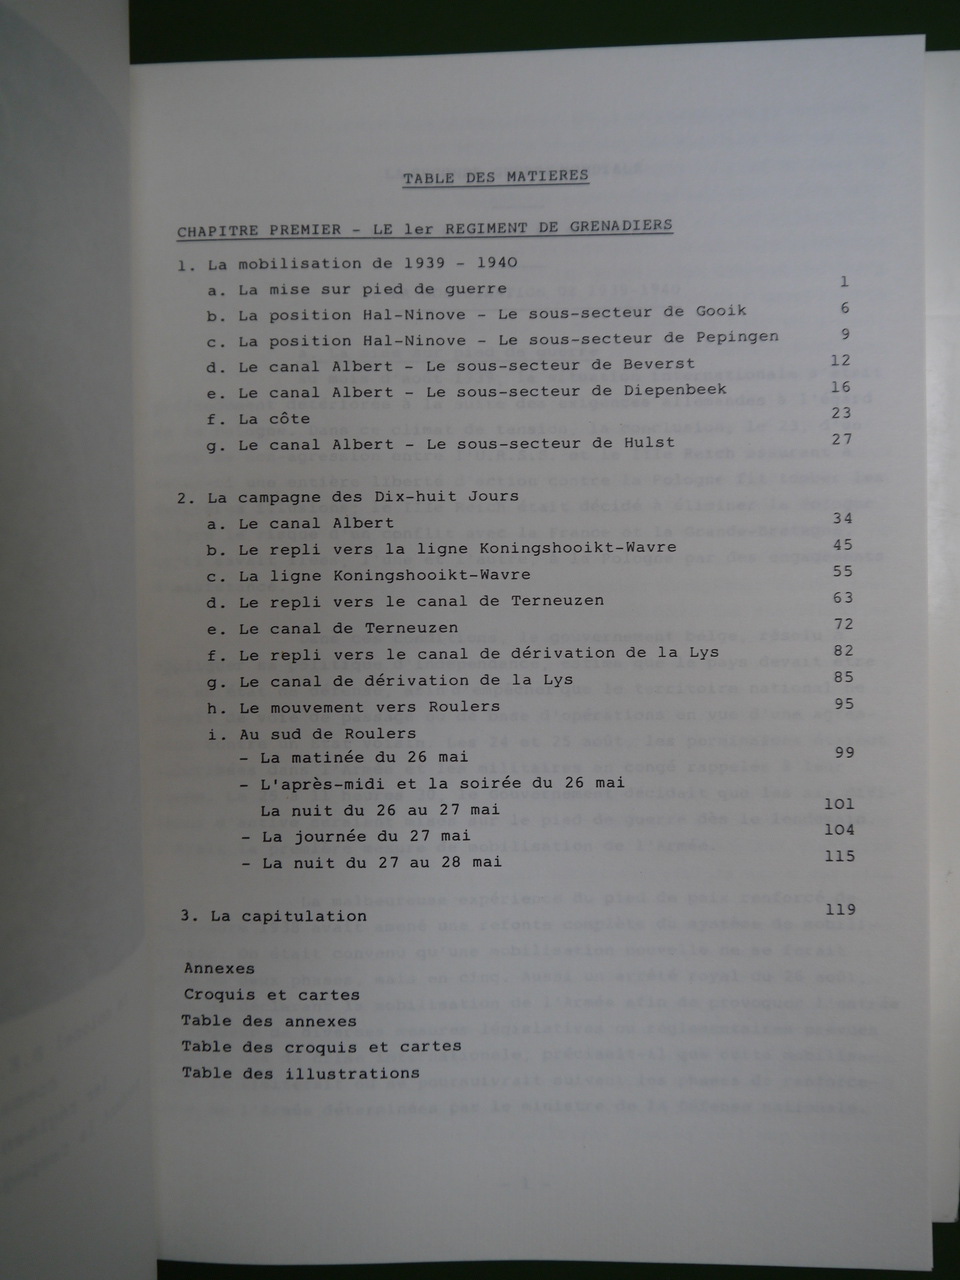 TABLE DES MATIERES
CHAPITRE PREMIER - LE 1er REGIMENT DE GRENADIERS
1. La mobilisation de 1939 - 1940
a. La mise sur pied de guerre 1
b. La position Hal-Ninove - Le sous-secteur de Gooik 6
c. La position Hal-Ninove - Le sous-secteur de Pepingen 9
d. Le canal Albert - Le sous-secteur de Beverst 12
e. Le canal Albert - Le sous-secteur de Diepenbeek 16
f. La côte 23
g. Le canal Albert - Le sous-secteur de Hulst 27
2. La campagne des Dix-huit Jours
a. Le canal Albert 34
b. Le repli vers la ligne Koningshooikt-Wavre 45
c. La ligne Koningshooikt-Wavre 55
d. Le repli vers le canal de Terneuzen 63
e. Le canal de Terneuzen 72
f. Le repli vers le canal de dérivation de la Lys 82
g. Le canal de dérivation de la Lys 85
h. Le mouvement vers Roulers 95
i. Au sud de Roulers
- La matinée du 26 mai 99
- L'après-midi et la soirée du 26 mai
La nuit du 26 au 27 mai 101
- La journée du 27 mai 104
- La nuit du 27 au 28 mai 115
3. La capitulation 119
Annexes
Croquis et cartes
Table des annexes
Table des croquis et cartes
Table des illustrations